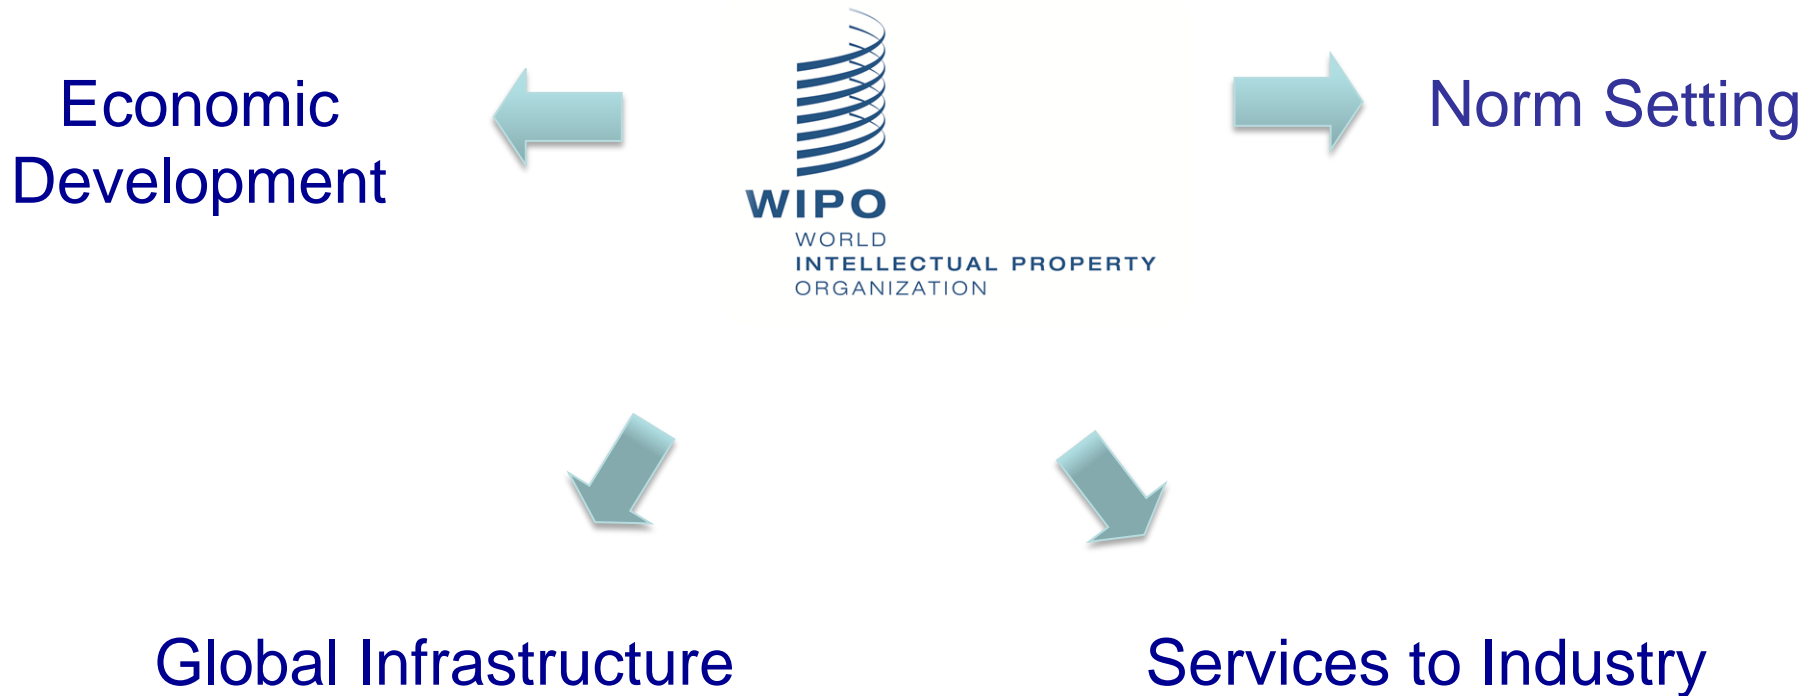 Economic
Development
WIPO
WORLD
INTELLECTUAL PROPERTY
ORGANIZATION
Norm Setting
Global Infrastructure
Services to Industry